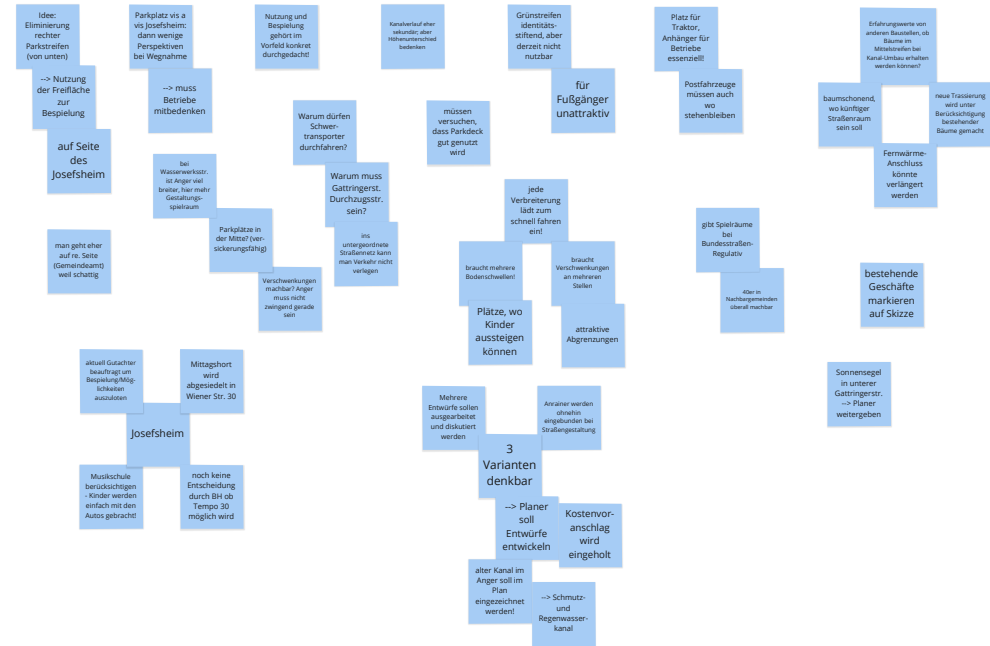 Idee:
Eliminierung
rechter
Parkstreifen
(von unten)
--> Nutzung
der Freifläche
zur
Bespielung
auf Seite
des
Josefsheim
Parkplatz vis a
vis Josefsheim:
dann wenige
Perspektiven
bei Wegnahme
--> muss
Betriebe
mitbedenken
Nutzung und
Bespielung
gehört im
Vorfeld konkret
durchgedacht!
Kanalverlauf eher
sekundär; aber
Höhenunterschied
bedenken
Grünstreifen
identitäts-
stiftend, aber
derzeit nicht
nutzbar
für
Fußgänger
unattraktiv
Platz für
Traktor,
Anhänger für
Betriebe
essenziell!
Postfahrzeuge
müssen auch
wo
stehenbleiben
Erfahrungswerte von
anderen Baustellen, ob
Bäume im
Mittelstreifen bei
Kanal-Umbau erhalten
werden können?
baumschonend,
wo künftiger
Straßenraum
sein soll
neue Trassierung
wird unter
Berücksichtigung
bestehender
Bäume gemacht
Fernwärme-
Anschluss
könnte
verlängert
werden
Warum dürfen
Schwer-
transporter
durchfahren?
Warum muss
Gattringerst.
Durchzugsstr.
sein?
ins
untergeordnete
Straßennetz kann
man Verkehr nicht
verlegen
müssen
versuchen,
dass Parkdeck
gut genutzt
wird
bei
Wasserwerksstr.
ist Anger viel
breiter, hier mehr
Gestaltungs-
spielraum
Parkplätze in
der Mitte? (ver-
sickerungsfähig)
Verschwenkungen
machbar? Anger
muss nicht
zwingend gerade
sein
man geht eher
auf re. Seite
(Gemeindeamt)
weil schattig
jede
Verbreiterung
lädt zum
schnell fahren
ein!
braucht mehrere
Bodenschwellen!
braucht
Verschwenkungen
an mehreren
Stellen
Plätze, wo
Kinder
aussteigen
können
attraktive
Abgrenzungen
gibt Spielräume
bei
Bundesstraßen-
Regulativ
40er in
Nachbargemeinden
überall machbar
bestehende
Geschäfte
markieren
auf Skizze
Sonnensegel
in unterer
Gattringerstr.
--> Planer
weitergeben
aktuell Gutachter
beauftragt um
Bespielung/Mög-
lichkeiten
auszuloten
Mittagshort
wird
abgesiedelt in
Wiener Str. 30
Josefsheim
Musikschule
berücksichtigen
- Kinder werden
einfach mit den
Autos gebracht!
noch keine
Entscheidung
durch BH ob
Tempo 30
möglich wird
Mehrere
Entwürfe sollen
ausgearbeitet
und diskutiert
werden
Anrainer werden
ohnehin
eingebunden bei
Straßengestaltung
3
Varianten
denkbar
--> Planer
soll
Entwürfe
entwickeln
Kostenvor-
anschlag
wird
eingeholt
alter Kanal im
Anger soll im
Plan
eingezeichnet
werden!
--> Schmutz-
und
Regenwasser-
kanal